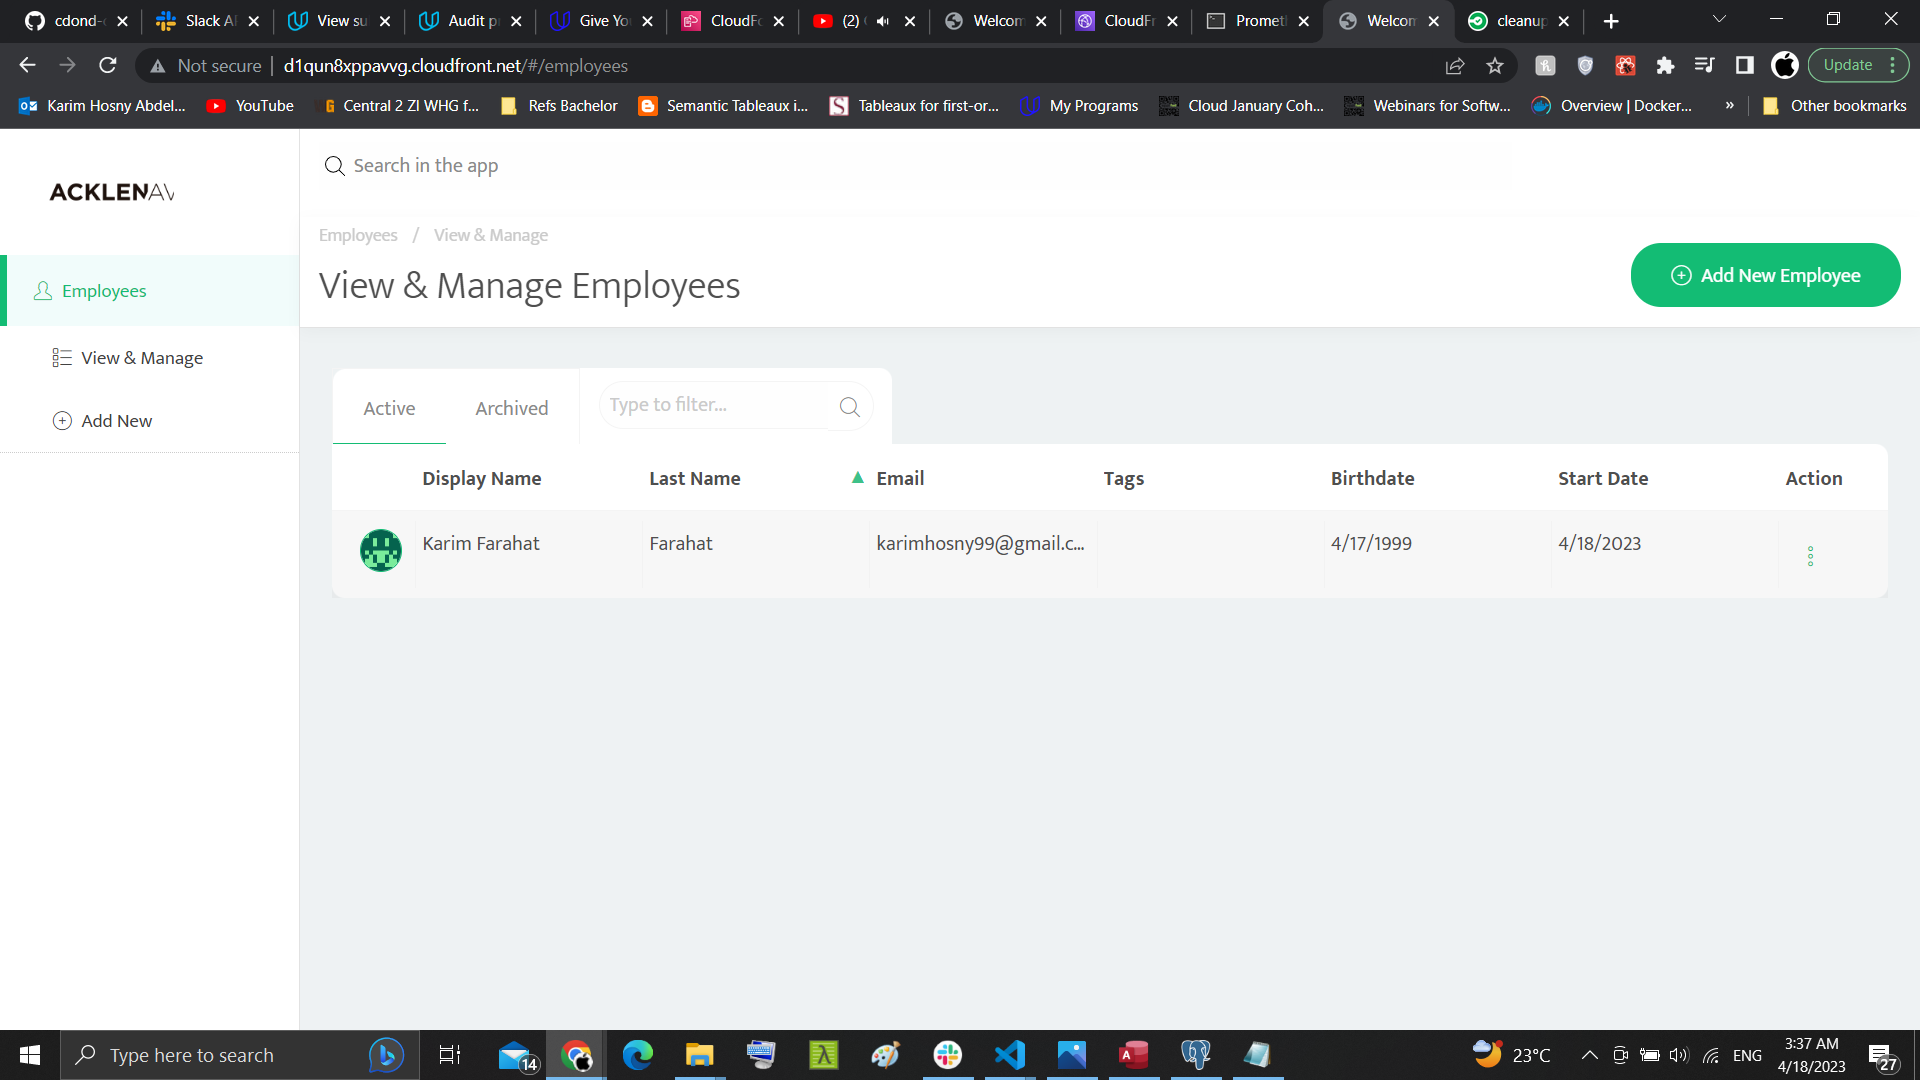 cdond-
Slack A
View su
Audit p
Give Yo
CloudFo
(2)
Welcom
CloudFr
Promet
Welcom
cleanup
Not secure
d1qun8xppavvg.cloudfront.net/#/employees
Update
Karim Hosny Abdel...
YouTube
Central 2 ZI WHG f...
Refs Bachelor
Semantic Tableaux i...
Tableaux for first-or...
My Programs
Cloud January Coh...
Webinars for Softw...
Overview | Docker...
»
Other bookmarks
ACKLENAV
Search in the app
Employees / View & Manage
View & Manage Employees
Add New Employee
Employees
View & Manage
Add New
Active
Archived
Type to filter...
Display Name
Last Name
Email
Tags
Birthdate
Start Date
Action
Karim Farahat
Farahat
karimhosny99@gmail.c...
4/17/1999
4/18/2023
Type here to search
14
23°C
ENG
3:37 AM
4/18/2023
27